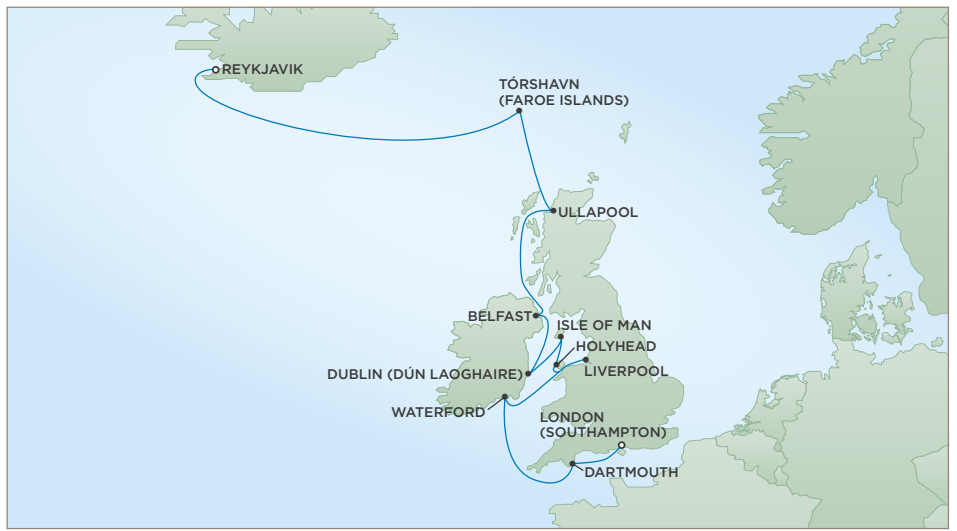 REYKJAVIK
TÓRSHAVN
(FAROE ISLANDS)
ULLAPOOL
BELFAST
ISLE OF MAN
HOLYHEAD
LIVERPOOL
DUBLIN (DÚN LAOGHAIRE)
WATERFORD
LONDON
(SOUTHAMPTON)
DARTMOUTH